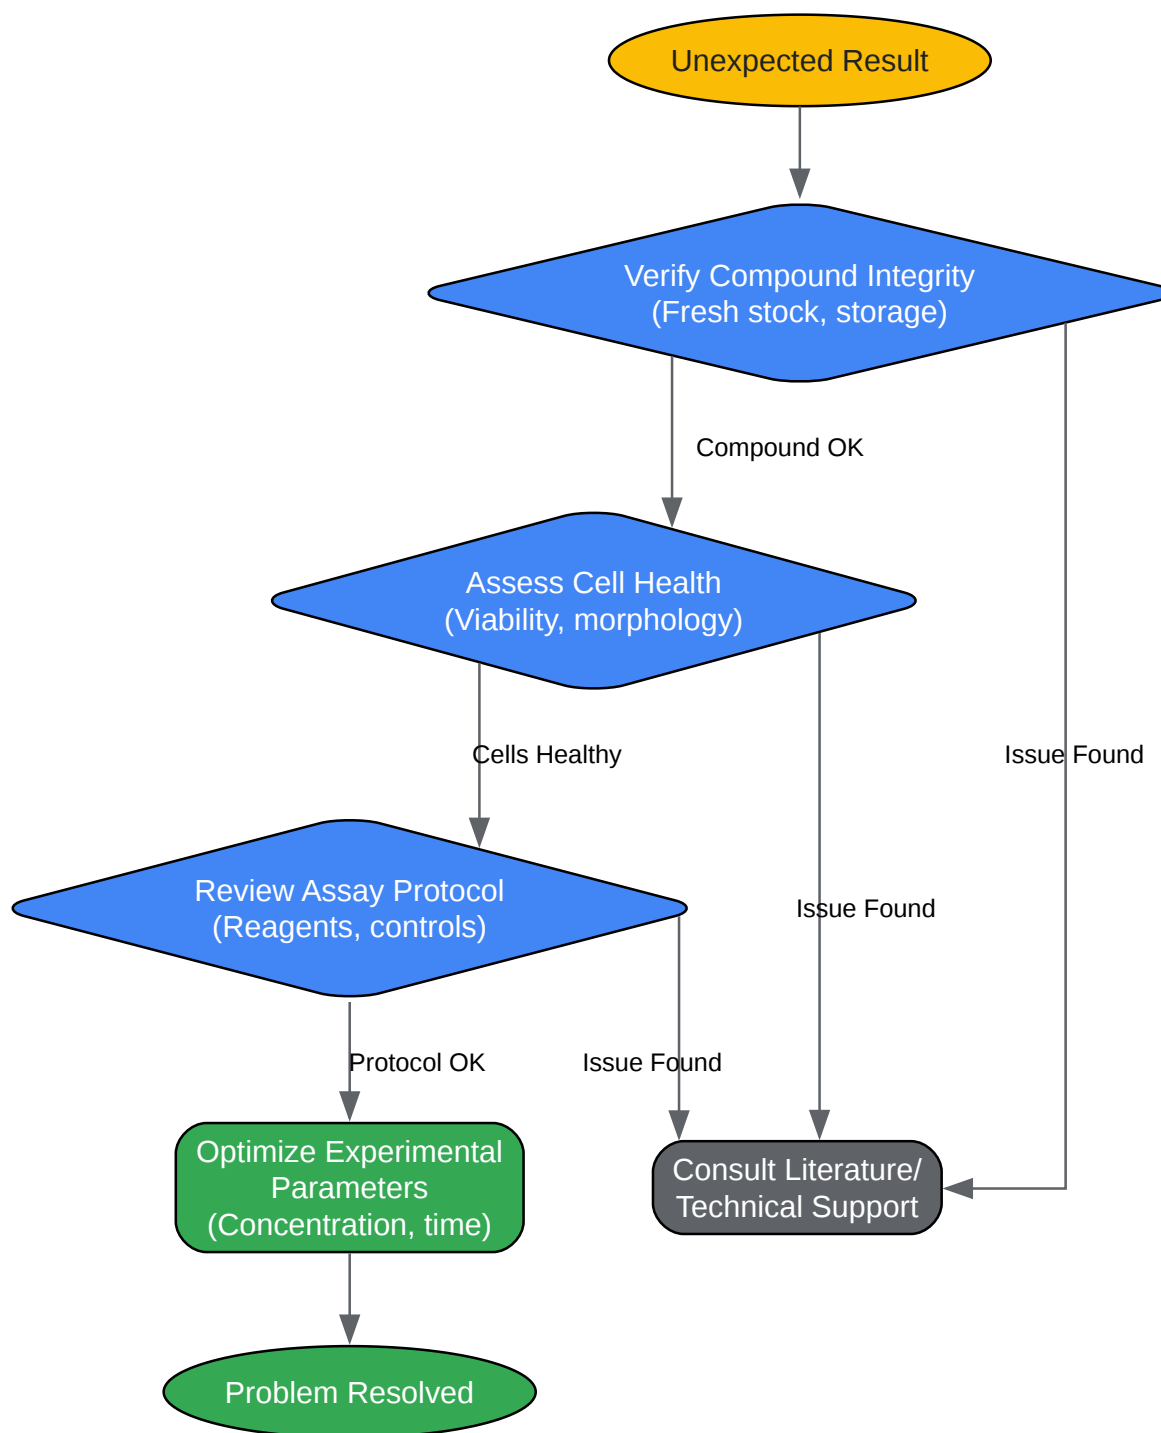 Unexpected Result
Verify Compound Integrity
(Fresh stock, storage)
Compound OK
Assess Cell Health
(Viability, morphology)
Cells Healthy
Issue Found
Review Assay Protocol
(Reagents, controls)
Issue Found
Protocol OK
Issue Found
Optimize Experimental
Parameters
(Concentration, time)
Consult Literature/
Technical Support
Problem Resolved